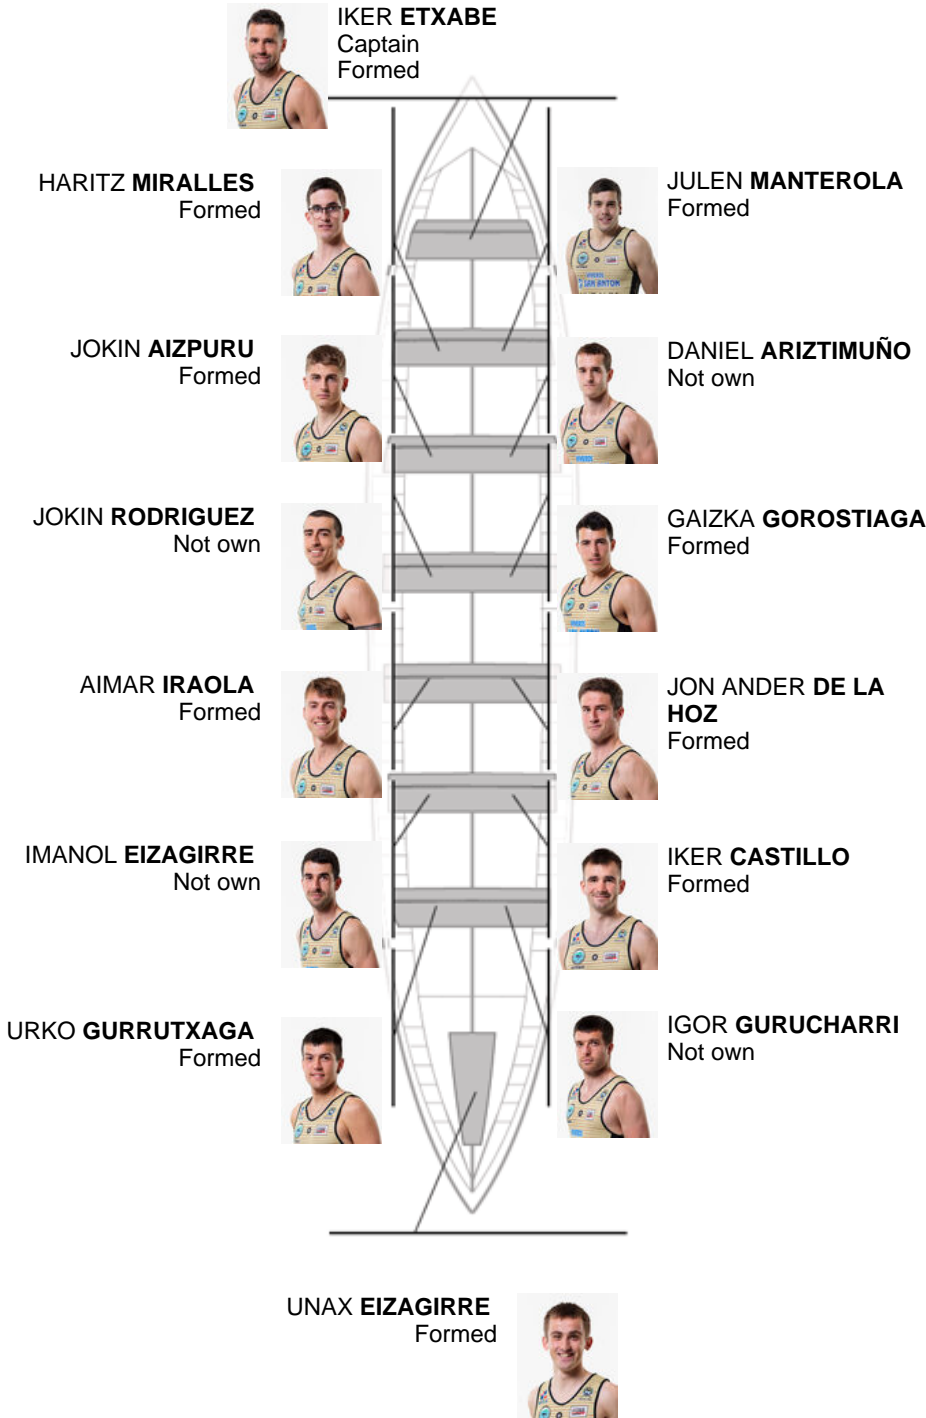 IKER ETXABE
Captain
Formed
HARITZ MIRALLES
Formed
JULEN MANTEROLA
Formed
JOKIN AIZPURU
Formed
DANIEL ARIZTIMUÑO
Not own
JOKIN RODRIGUEZ
Not own
GAIZKA GOROSTIAGA
Formed
AIMAR IRAOLA
Formed
JON ANDER DE LA
HOZ
Formed
IMANOL EIZAGIRRE
Not own
IKER CASTILLO
Formed
URKO GURRUTXAGA
Formed
IGOR GURUCHARRI
Not own
UNAX EIZAGIRRE
Formed